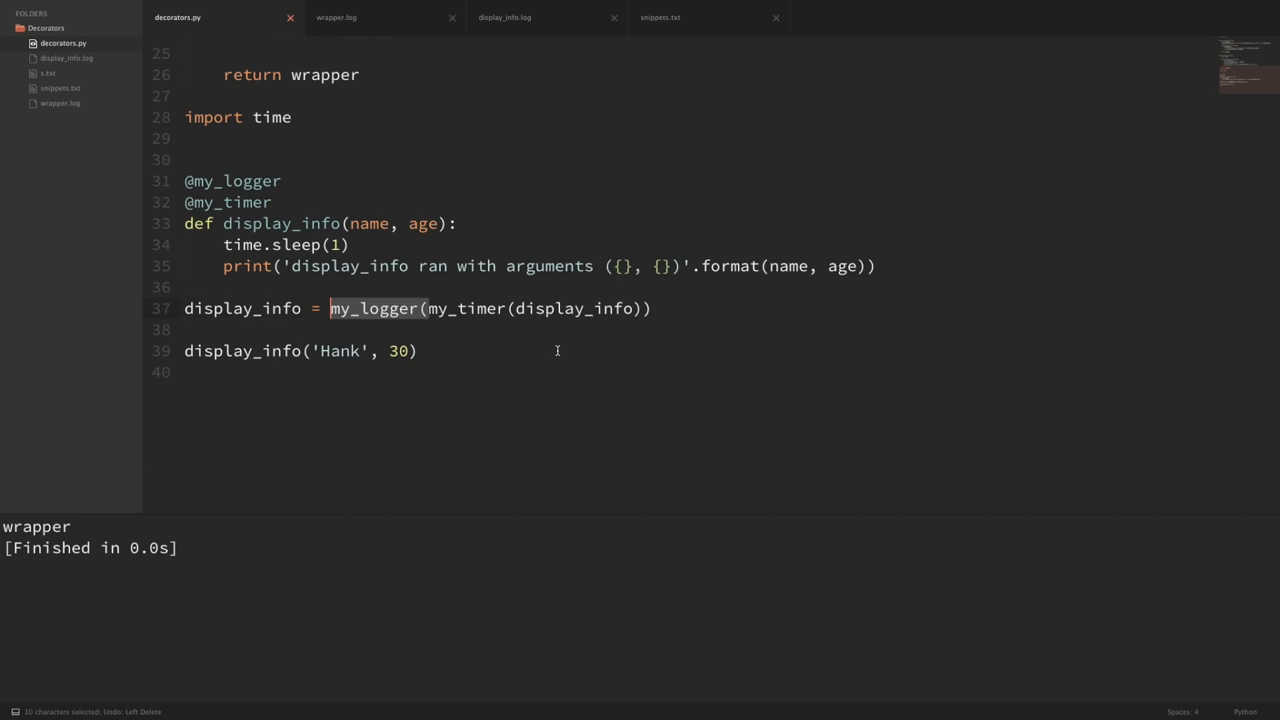 FOLDERS
Decorators
decorators.py
display_info.log
s.txt
snippets.txt
wrapper.log
decorators.py
wrapper.log
display_info.log
snippets.txt
25
26 return wrapper
27
28 import time
29
30
31 @my_logger
32 @my_timer
33 def display_info(name, age):
34 time.sleep(1)
35 print('display_info ran with arguments ({}, {})'.format(name, age))
36
37 display_info = my_logger(my_timer(display_info))
38
39 display_info('Hank', 30)
40
wrapper
[Finished in 0.0s]
10 characters selected; Undo: Left Delete
Spaces: 4
Python